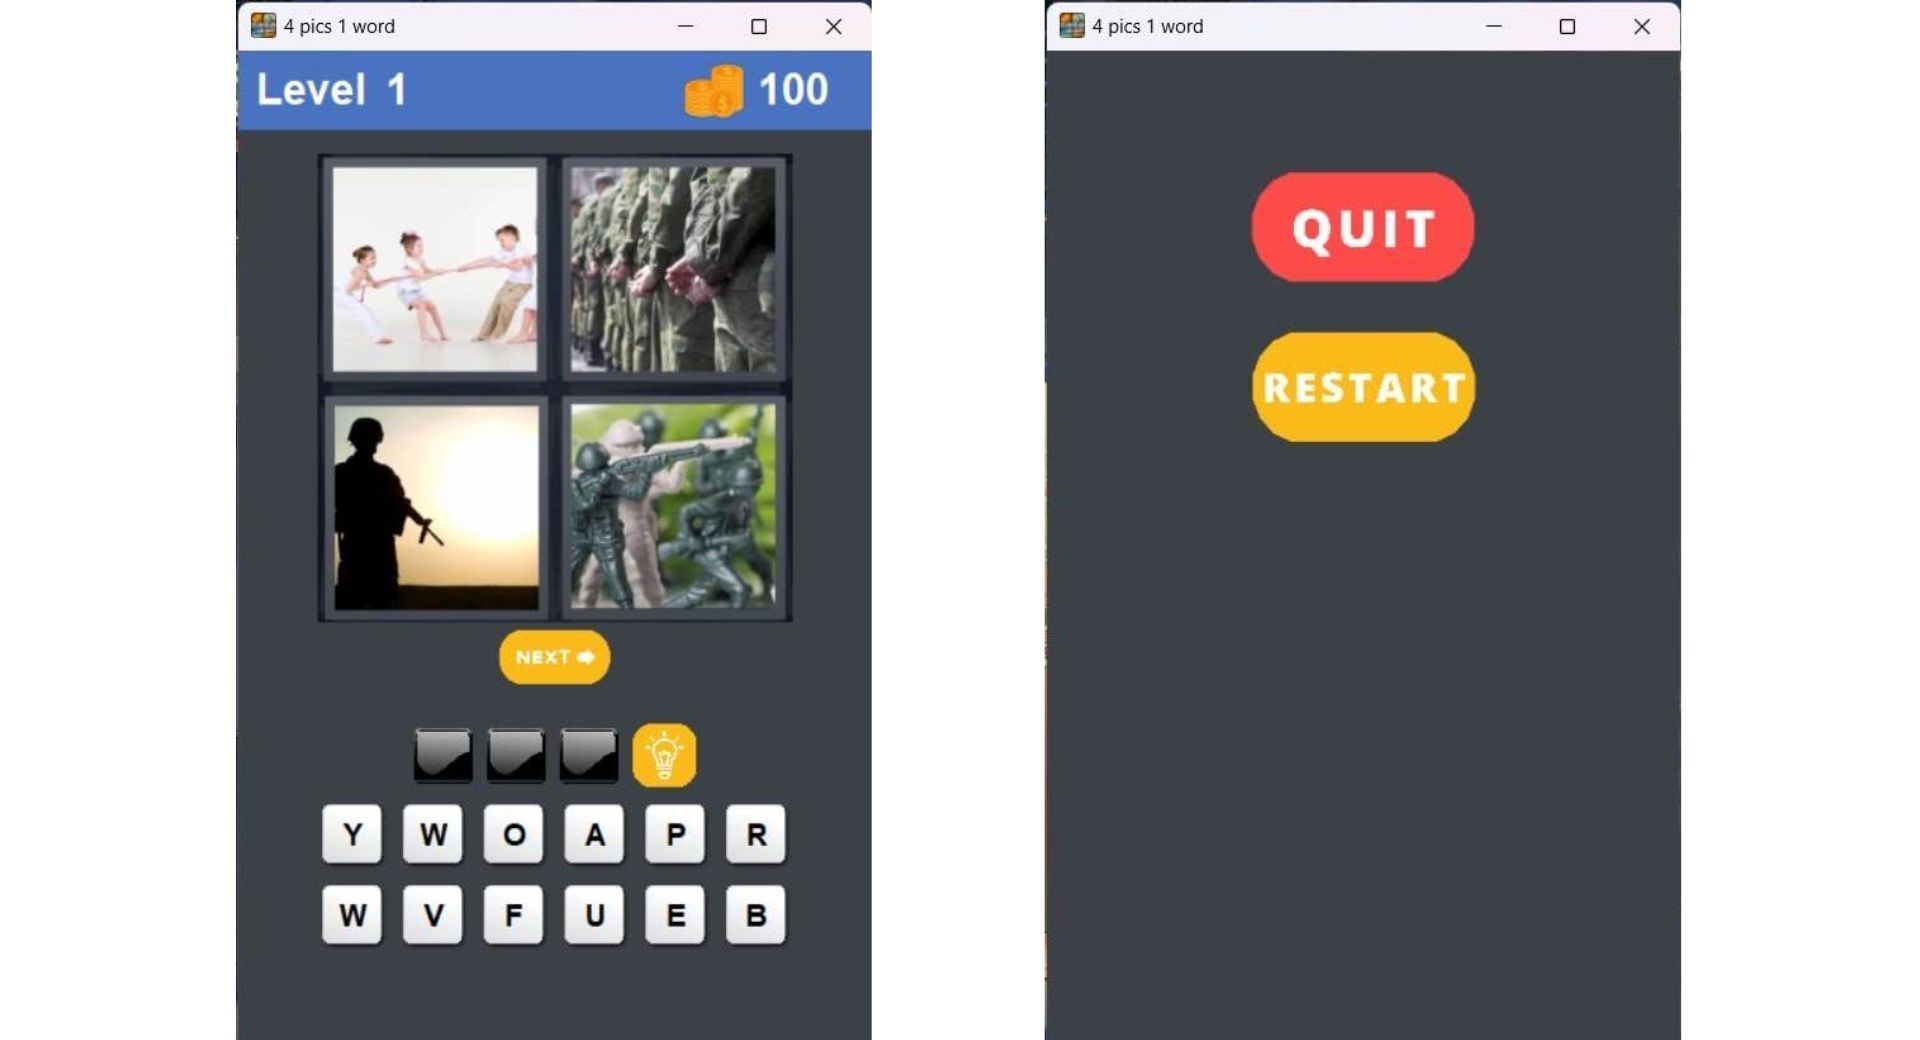 4 pics 1 word
Level 1
100
NEXT
Y W O A P R
W V F U E B
4 pics 1 word
QUIT
RESTART